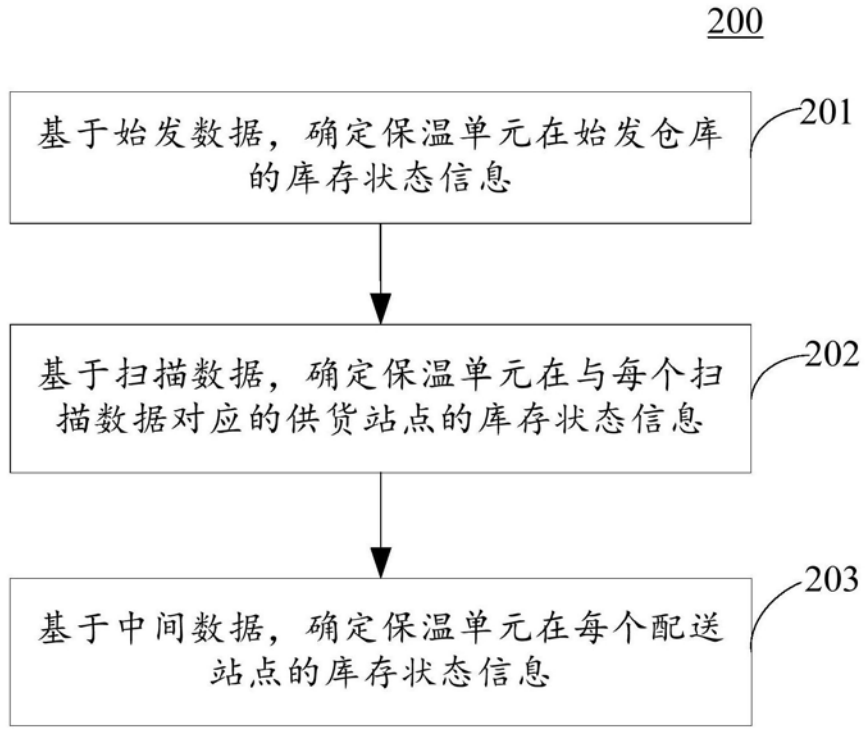 200
基于始发数据，确定保温单元在始发仓库
的库存状态信息
201
基于扫描数据，确定保温单元在与每个扫
描数据对应的供货站点的库存状态信息
202
基于中间数据，确定保温单元在每个配送
站点的库存状态信息
203